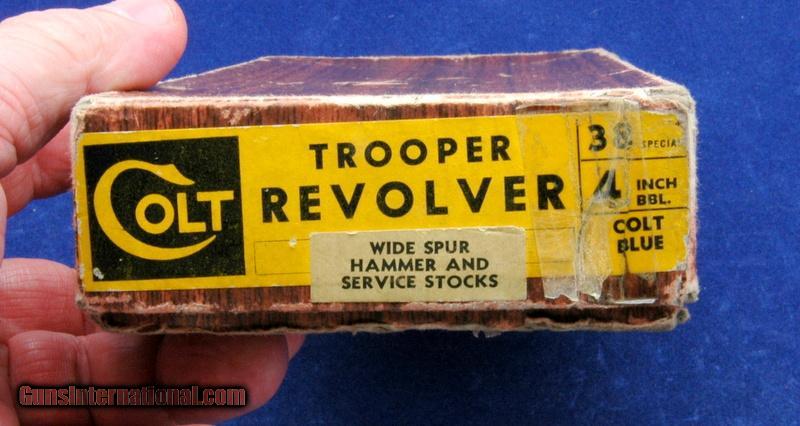 COLT
TROOPER
REVOLVER
38 SPECIAL
4 INCH BBL.
COLT
BLUE
WIDE SPUR
HAMMER AND
SERVICE STOCKS
GunsInternational.com